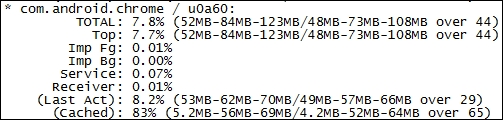 * com.android.chrome / u0a60:
TOTAL: 7.8% (52MB-84MB-123MB/48MB-73MB-108MB over 44)
Top: 7.7% (52MB-84MB-123MB/48MB-73MB-108MB over 44)
Imp Fg: 0.01%
Imp Bg: 0.00%
Service: 0.07%
Receiver: 0.01%
(Last Act): 8.2% (53MB-62MB-70MB/49MB-57MB-66MB over 29)
(Cached): 83% (5.2MB-56MB-69MB/4.2MB-52MB-64MB over 65)